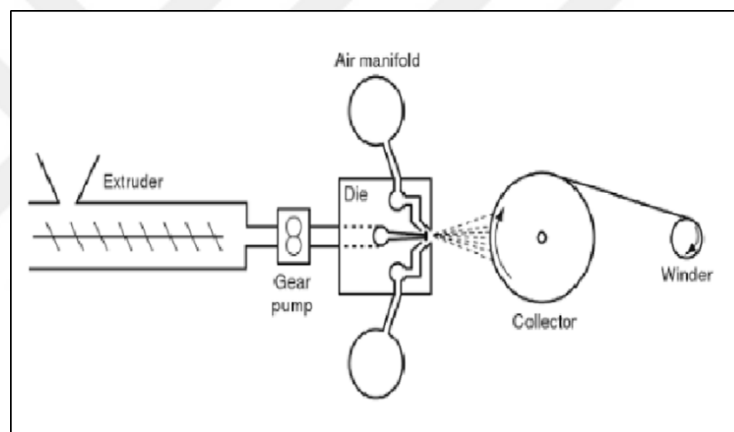 Air manifold
Extruder
Die
Gear
pump
Winder
Collector